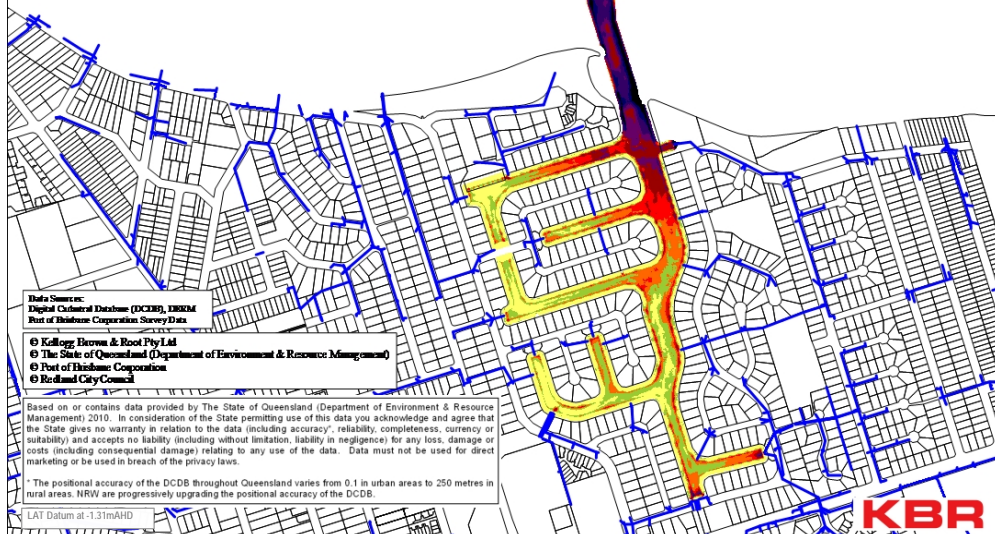 Data Sources:
Digital Cadastral Database (DCDB), DERM
Port of Brisbane Corporation Survey Data
© Kellogg Brown & Root Pty Ltd
© The State of Queensland (Department of Environment & Resource Management)
© Port of Brisbane Corporation
© Redland City Council
Based on or contains data provided by The State of Queensland (Department of Environment & Resource
Management) 2010. In consideration of the State permitting use of this data you acknowledge and agree that
the State gives no warranty in relation to the data (including accuracy*, reliability, completeness, currency or
suitability) and accepts no liability (including without limitation, liability in negligence) for any loss, damage or
costs (including consequential damage) relating to any use of the data. Data must not be used for direct
marketing or be used in breach of the privacy laws.
* The positional accuracy of the DCDB throughout Queensland varies from 0.1 in urban areas to 250 metres in
rural areas. NRW are progressively upgrading the positional accuracy of the DCDB.
LAT Datum at -1.31mAHD
KBR